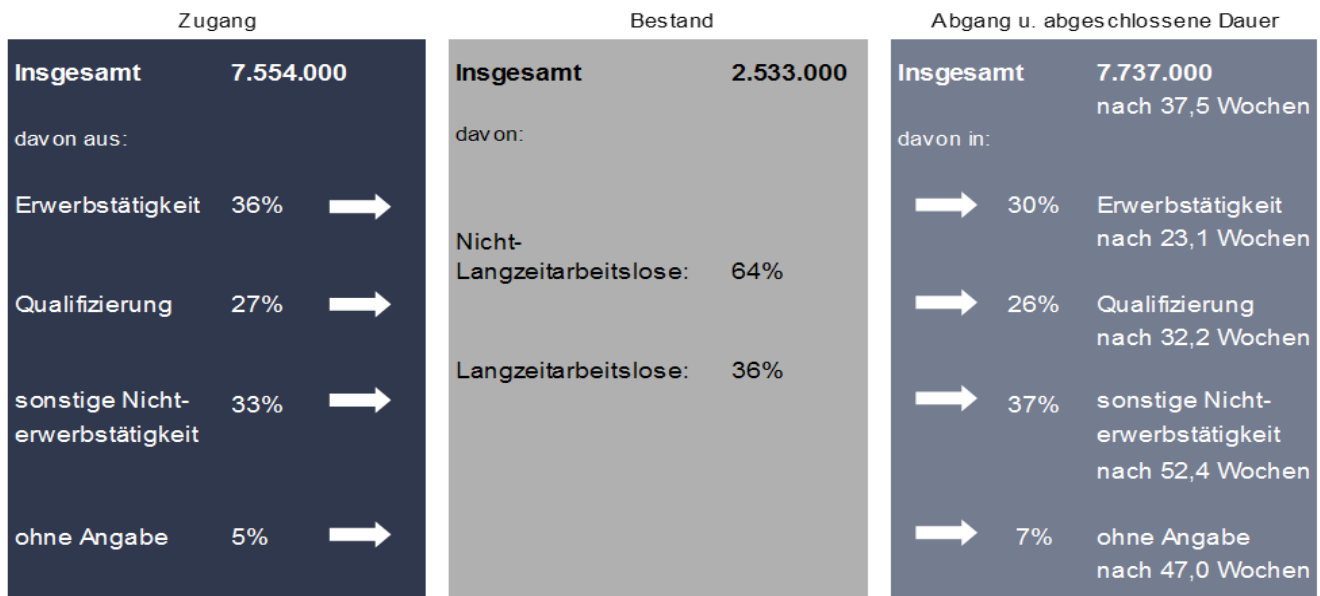 Zugang
Insgesamt 7.554.000
davon aus:
Erwerbstätigkeit 36%
Qualifizierung 27%
sonstige Nicht-
erwerbstätigkeit 33%
ohne Angabe 5%
Bestand
Insgesamt 2.533.000
davon:
Nicht-
Langzeitarbeitslose: 64%
Langzeitarbeitslose: 36%
Abgang u. abgeschlossene Dauer
Insgesamt 7.737.000
nach 37,5 Wochen
davon in:
30% Erwerbstätigkeit
nach 23,1 Wochen
26% Qualifizierung
nach 32,2 Wochen
37% sonstige Nicht-
erwerbstätigkeit
nach 52,4 Wochen
7% ohne Angabe
nach 47,0 Wochen